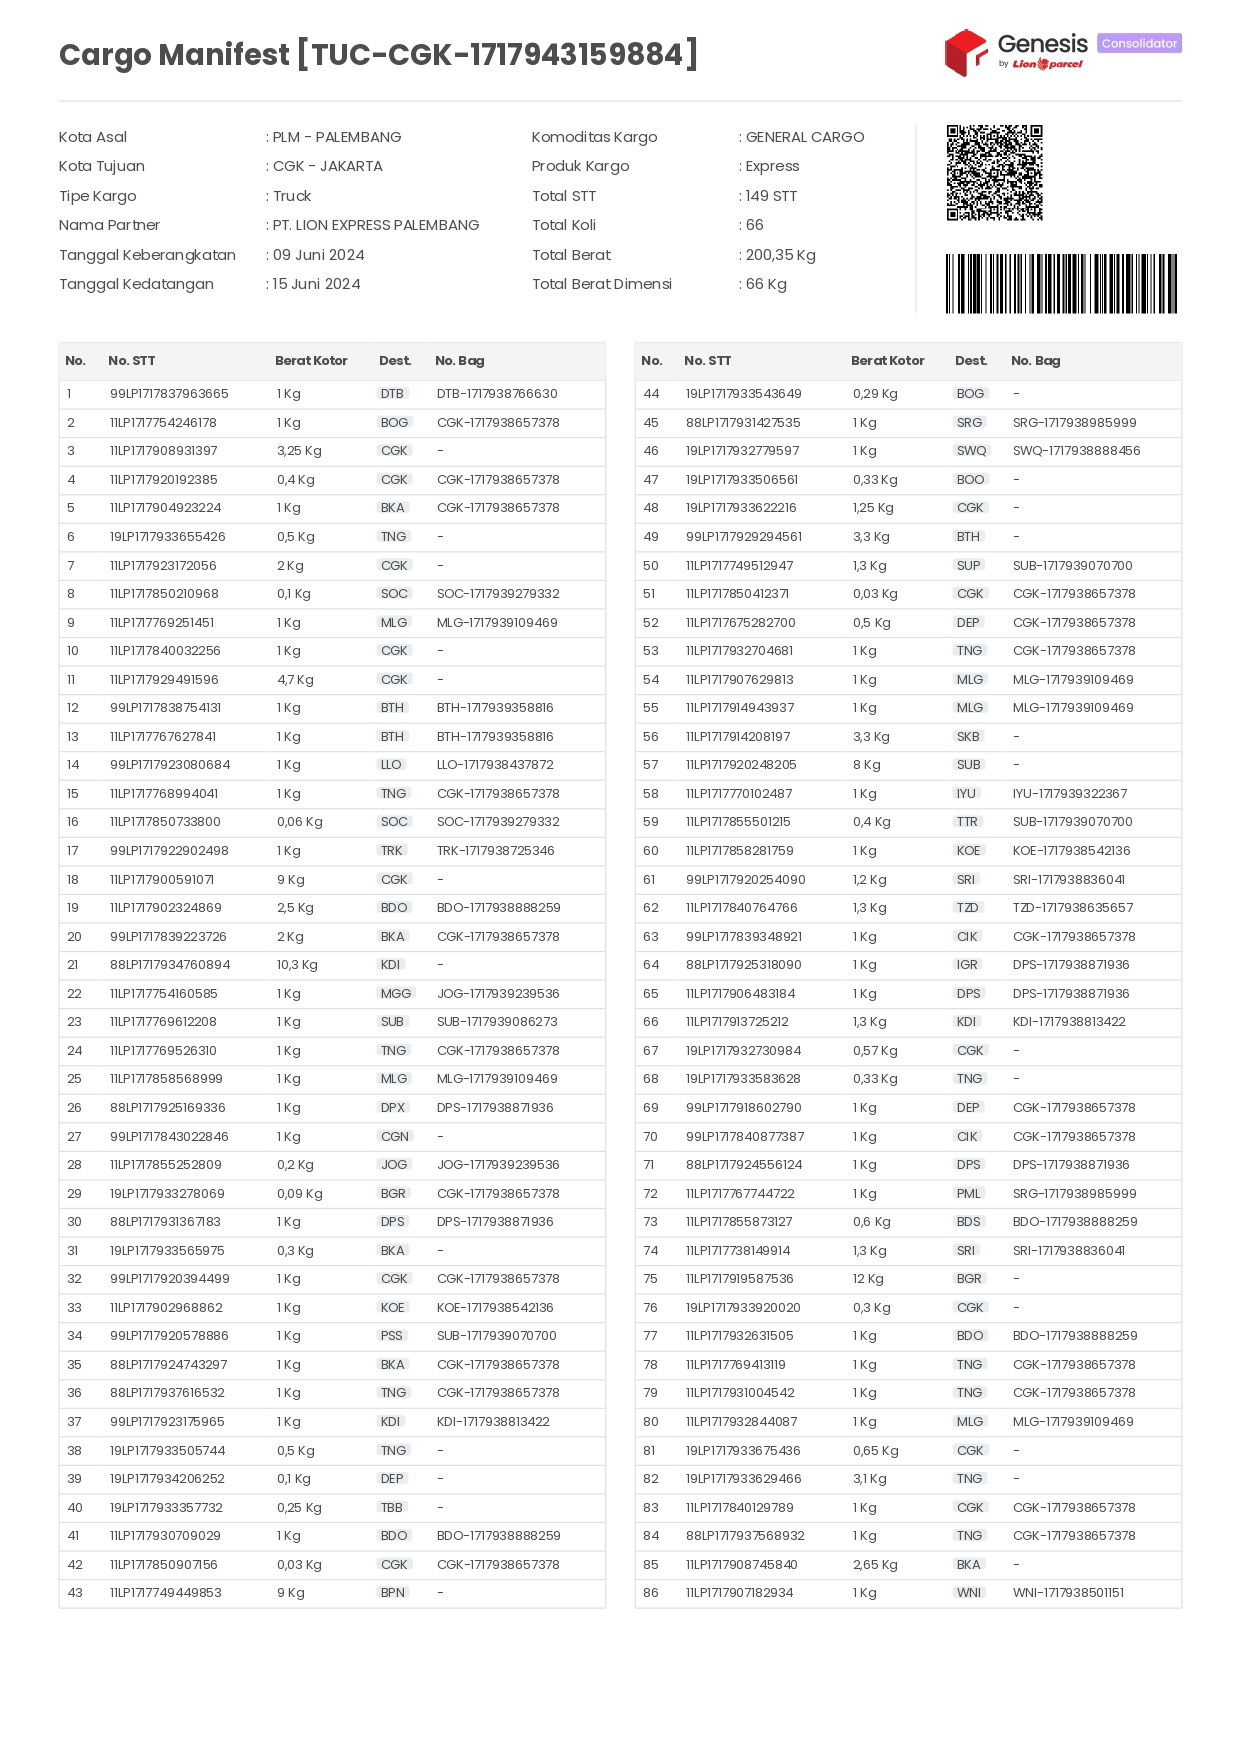 Cargo Manifest [TUC-CGK-1717943159884]
Genesis Consolidator
by Lion parcel
Kota Asal : PLM - PALEMBANG Komoditas Kargo : GENERAL CARGO
Kota Tujuan : CGK - JAKARTA Produk Kargo : Express
Tipe Kargo : Truck Total STT : 149 STT
Nama Partner : PT. LION EXPRESS PALEMBANG Total Koli : 66
Tanggal Keberangkatan : 09 Juni 2024 Total Berat : 200,35 Kg
Tanggal Kedatangan : 15 Juni 2024 Total Berat Dimensi : 66 Kg
No. No. STT Berat Kotor Dest. No. Bag
1 99LP1717837963665 1 Kg DTB DTB-1717938766630
2 11LP1717754246178 1 Kg BOG CGK-1717938657378
3 11LP1717908931397 3,25 Kg CGK -
4 11LP1717920192385 0,4 Kg CGK CGK-1717938657378
5 11LP1717904923224 1 Kg BKA CGK-1717938657378
6 19LP1717933655426 0,5 Kg TNG -
7 11LP1717923172056 2 Kg CGK -
8 11LP1717850210968 0,1 Kg SOC SOC-1717939279332
9 11LP1717769251451 1 Kg MLG MLG-1717939109469
10 11LP1717840032256 1 Kg CGK -
11 11LP1717929491596 4,7 Kg CGK -
12 99LP1717838754131 1 Kg BTH BTH-1717939358816
13 11LP1717767627841 1 Kg BTH BTH-1717939358816
14 99LP1717923080684 1 Kg LLO LLO-1717938437872
15 11LP1717768994041 1 Kg TNG CGK-1717938657378
16 11LP1717850733800 0,06 Kg SOC SOC-1717939279332
17 99LP1717922902498 1 Kg TRK TRK-1717938725346
18 11LP1717900591071 9 Kg CGK -
19 11LP1717902324869 2,5 Kg BDO BDO-1717938888259
20 99LP1717839223726 2 Kg BKA CGK-1717938657378
21 88LP1717934760894 10,3 Kg KDI -
22 11LP1717754160585 1 Kg MGG JOG-1717939239536
23 11LP1717769612208 1 Kg SUB SUB-1717939086273
24 11LP1717769526310 1 Kg TNG CGK-1717938657378
25 11LP1717858568999 1 Kg MLG MLG-1717939109469
26 88LP1717925169336 1 Kg DPX DPS-1717938871936
27 99LP1717843022846 1 Kg CGN -
28 11LP1717855252809 0,2 Kg JOG JOG-1717939239536
29 19LP1717933278069 0,09 Kg BGR CGK-1717938657378
30 88LP1717931367183 1 Kg DPS DPS-1717938871936
31 19LP1717933565975 0,3 Kg BKA -
32 99LP1717920394499 1 Kg CGK CGK-1717938657378
33 11LP1717902968862 1 Kg KOE KOE-1717938542136
34 99LP1717920578886 1 Kg PSS SUB-1717939070700
35 88LP1717924743297 1 Kg BKA CGK-1717938657378
36 88LP1717937616532 1 Kg TNG CGK-1717938657378
37 99LP1717923175965 1 Kg KDI KDI-1717938813422
38 19LP1717933505744 0,5 Kg TNG -
39 19LP1717934206252 0,1 Kg DEP -
40 19LP1717933357732 0,25 Kg TBB -
41 11LP1717930709029 1 Kg BDO BDO-1717938888259
42 11LP1717850907156 0,03 Kg CGK CGK-1717938657378
43 11LP1717749449853 9 Kg BPN -
No. No. STT Berat Kotor Dest. No. Bag
44 19LP1717933543649 0,29 Kg BOG -
45 88LP1717931427535 1 Kg SRG SRG-1717938985999
46 19LP1717932779597 1 Kg SWQ SWQ-1717938888456
47 19LP1717933506561 0,33 Kg BOO -
48 19LP1717933622216 1,25 Kg CGK -
49 99LP1717929294561 3,3 Kg BTH -
50 11LP1717749512947 1,3 Kg SUP SUB-1717939070700
51 11LP1717850412371 0,03 Kg CGK CGK-1717938657378
52 11LP1717675282700 0,5 Kg DEP CGK-1717938657378
53 11LP1717932704681 1 Kg TNG CGK-1717938657378
54 11LP1717907629813 1 Kg MLG MLG-1717939109469
55 11LP1717914943937 1 Kg MLG MLG-1717939109469
56 11LP1717914208197 3,3 Kg SKB -
57 11LP1717920248205 8 Kg SUB -
58 11LP1717770102487 1 Kg IYU IYU-1717939322367
59 11LP1717855501215 0,4 Kg TTR SUB-1717939070700
60 11LP1717858281759 1 Kg KOE KOE-1717938542136
61 99LP1717920254090 1,2 Kg SRI SRI-1717938836041
62 11LP1717840764766 1,3 Kg TZD TZD-1717938635657
63 99LP1717839348921 1 Kg CIK CGK-1717938657378
64 88LP1717925318090 1 Kg IGR DPS-1717938871936
65 11LP1717906483184 1 Kg DPS DPS-1717938871936
66 11LP1717913725212 1,3 Kg KDI KDI-1717938813422
67 19LP1717932730984 0,57 Kg CGK -
68 19LP1717933583628 0,33 Kg TNG -
69 99LP1717918602790 1 Kg DEP CGK-1717938657378
70 99LP1717840877387 1 Kg CIK CGK-1717938657378
71 88LP1717924556124 1 Kg DPS DPS-1717938871936
72 11LP1717767744722 1 Kg PML SRG-1717938985999
73 11LP1717855873127 0,6 Kg BDS BDO-1717938888259
74 11LP1717738149914 1,3 Kg SRI SRI-1717938836041
75 11LP1717919587536 12 Kg BGR -
76 19LP1717933920020 0,3 Kg CGK -
77 11LP1717932631505 1 Kg BDO BDO-1717938888259
78 11LP1717769413119 1 Kg TNG CGK-1717938657378
79 11LP1717931004542 1 Kg TNG CGK-1717938657378
80 11LP1717932844087 1 Kg MLG MLG-1717939109469
81 19LP1717933675436 0,65 Kg CGK -
82 19LP1717933629466 3,1 Kg TNG -
83 11LP1717840129789 1 Kg CGK CGK-1717938657378
84 88LP1717937568932 1 Kg TNG CGK-1717938657378
85 11LP1717908745840 2,65 Kg BKA -
86 11LP1717907182934 1 Kg WNI WNI-1717938501151